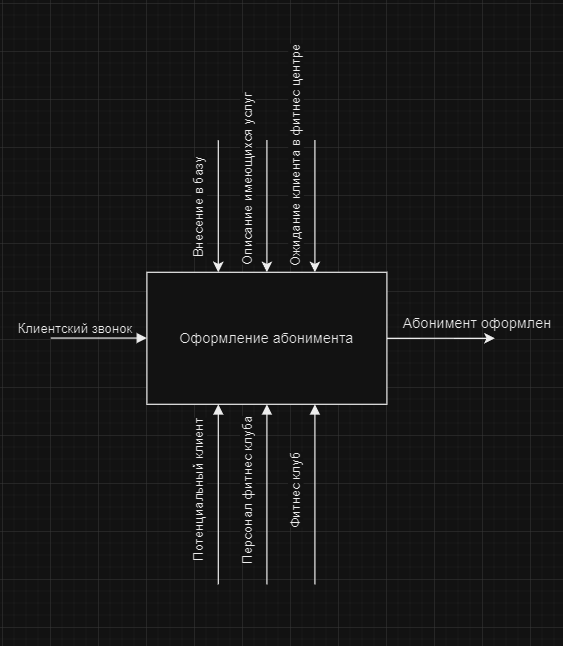 Внесение в базу
Описание имеющихся услуг
Ожидание клиента в фитнес центре
Клиентский звонок
Оформление абонимента
Абонимент оформлен
Потенциальный клиент
Персонал фитнес клуба
Фитнес клуб